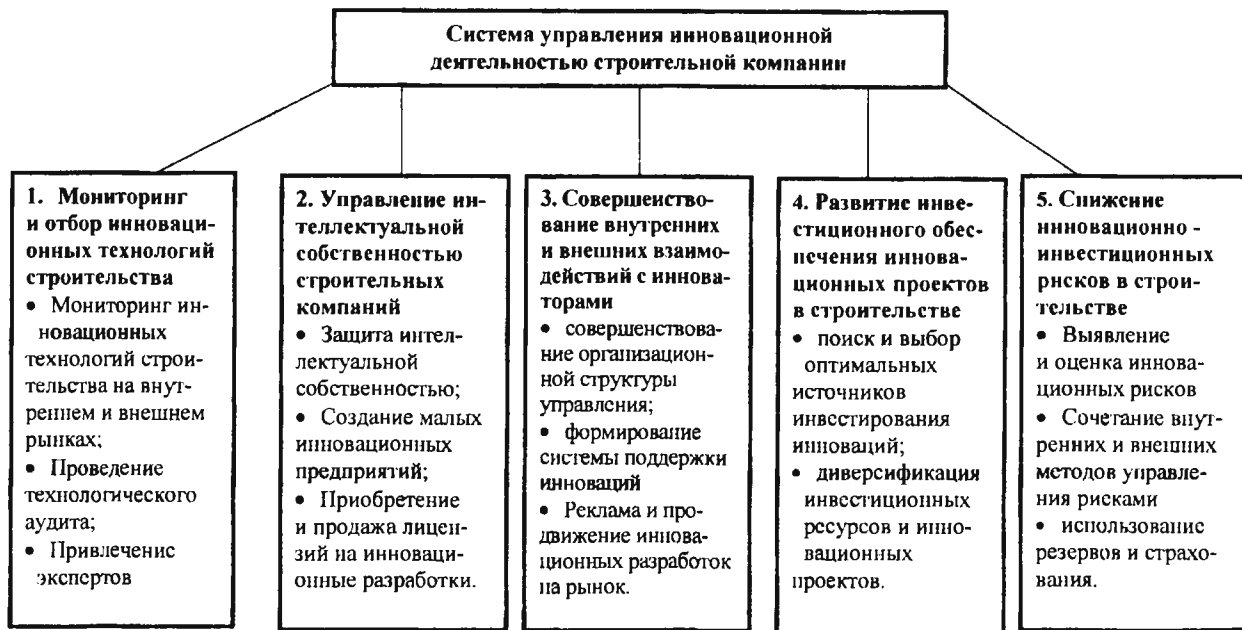 Система управления инновационной
деятельностью строительной компании
1. Мониторинг
и отбор инноваци-
онных технологий
строительства
• Мониторинг ин-
новационных
технологий строи-
тельства на внут-
реннем и внешнем
рынках;
• Проведение
технологического
аудита;
• Привлечение
экспертов
2. Управление ин-
теллектуальной
собственностью
строительных
компаний
• Защита интел-
лектуальной
собственностью;
• Создание малых
инновационных
предприятий;
• Приобретение
и продажа лицен-
зий на инноваци-
онные разработки.
3. Совершенство-
вание внутренних
и внешних взаимо-
действий с иннова-
торами
• совершенствова-
ние организацион-
ной структуры
управления;
• формирование
системы поддержки
инноваций
• Реклама и про-
движение иннова-
ционных разработок
на рынок.
4. Развитие инве-
стиционного обес-
печения иннова-
ционных проектов
в строительстве
• поиск и выбор
оптимальных
источников
инвестирования
инноваций;
• диверсификация
инвестиционных
ресурсов и инно-
вационных
проектов.
5. Снижение
инновационно -
инвестиционных
рисков в строи-
тельстве
• Выявление
и оценка иннова-
ционных рисков
• Сочетание внут-
ренних и внешних
методов управле-
ния рисками
• использование
резервов и страхо-
вания.